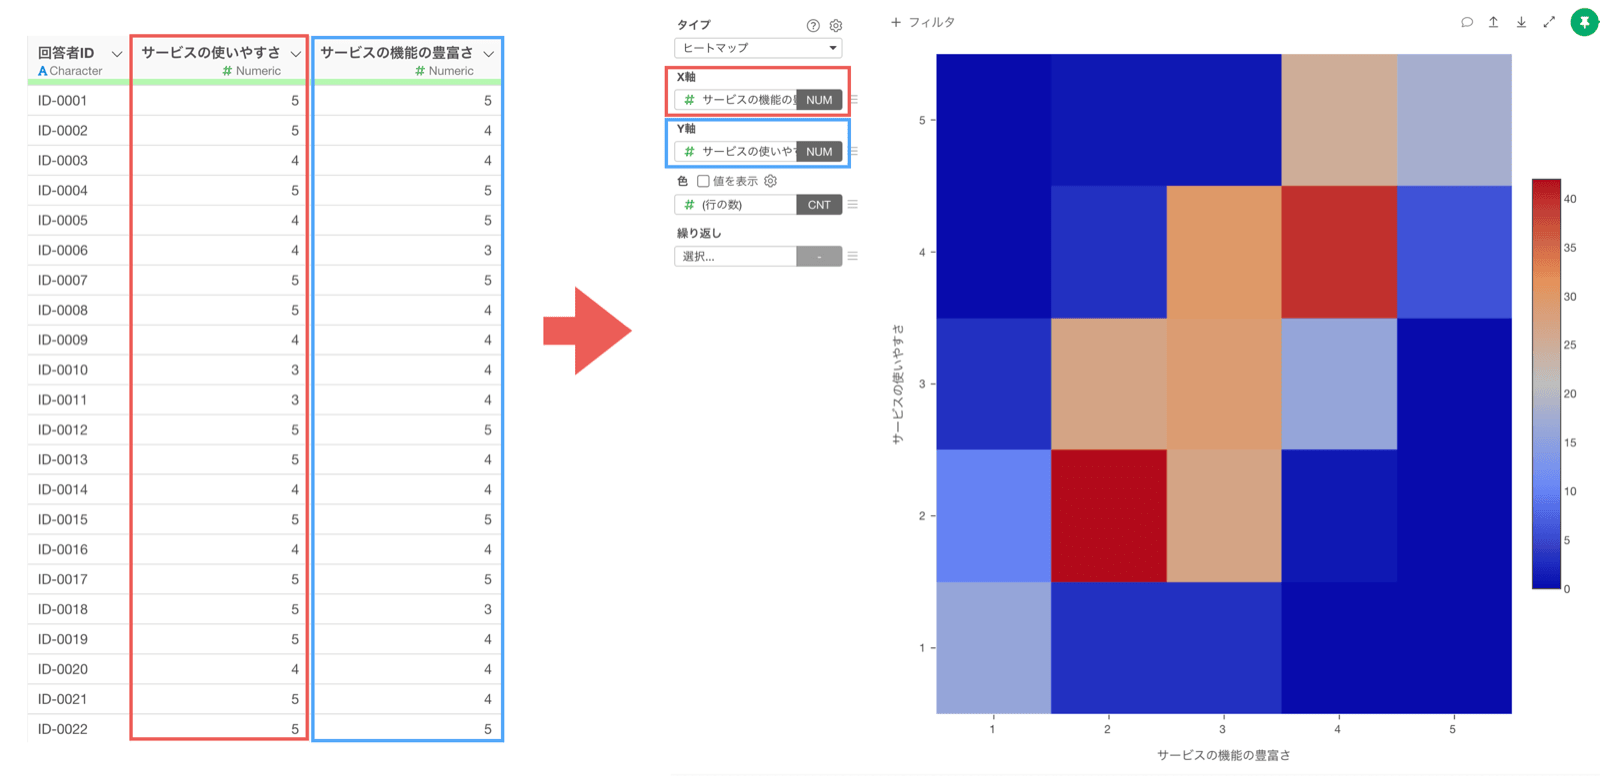 回答者ID サービスの使いやすさ サービスの機能の豊富さ
A Character # Numeric # Numeric
ID-0001 5 5
ID-0002 5 4
ID-0003 4 4
ID-0004 5 5
ID-0005 4 5
ID-0006 4 3
ID-0007 5 5
ID-0008 5 4
ID-0009 4 4
ID-0010 3 4
ID-0011 3 4
ID-0012 5 5
ID-0013 5 4
ID-0014 4 4
ID-0015 5 5
ID-0016 4 4
ID-0017 5 5
ID-0018 5 3
ID-0019 5 4
ID-0020 4 4
ID-0021 5 4
ID-0022 5 5
タイプ
ヒートマップ
X軸
# サービスの機能の NUM
Y軸
# サービスの使いや NUM
色 値を表示
# (行の数) CNT
繰り返し
選択... -
+ フィルタ
サービスの使いやすさ
5
4
3
2
1
1 2 3 4 5
サービスの機能の豊富さ
40
35
30
25
20
15
10
5
0